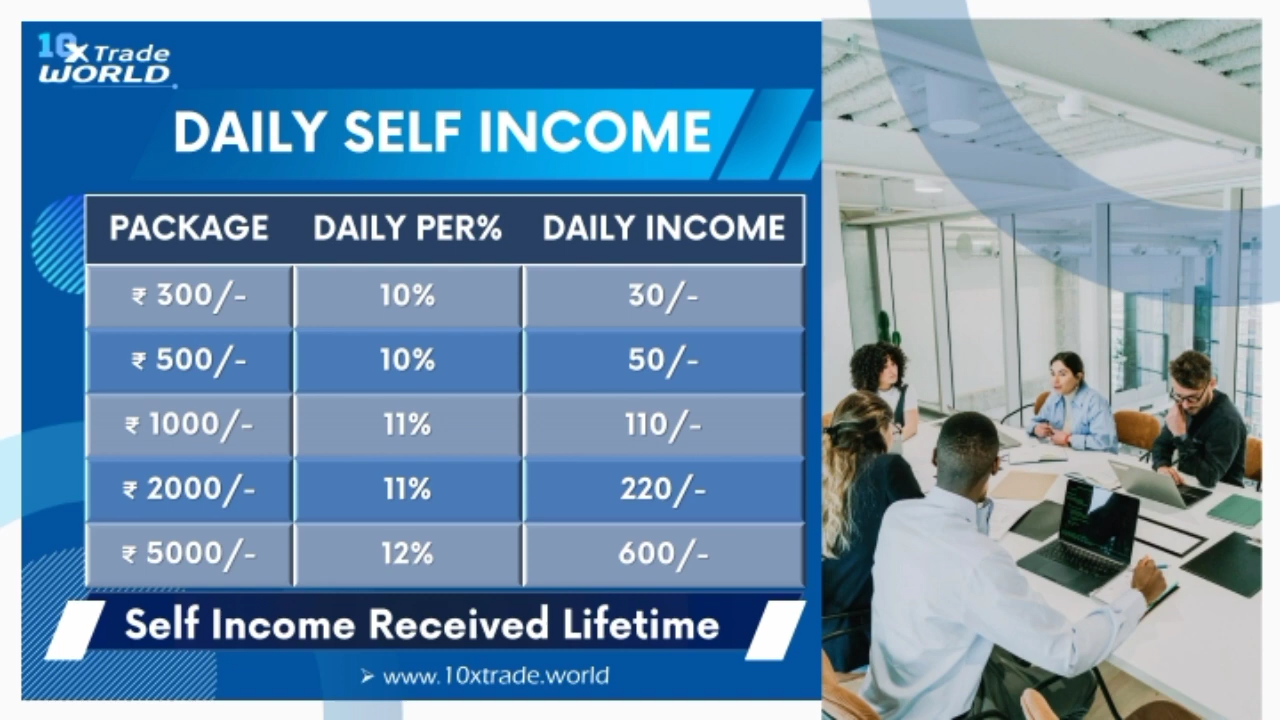 10x Trade
WORLD
DAILY SELF INCOME
PACKAGE DAILY PER% DAILY INCOME
₹ 300/- 10% 30/-
₹ 500/- 10% 50/-
₹ 1000/- 11% 110/-
₹ 2000/- 11% 220/-
₹ 5000/- 12% 600/-
Self Income Received Lifetime
➢ www.10xtrade.world